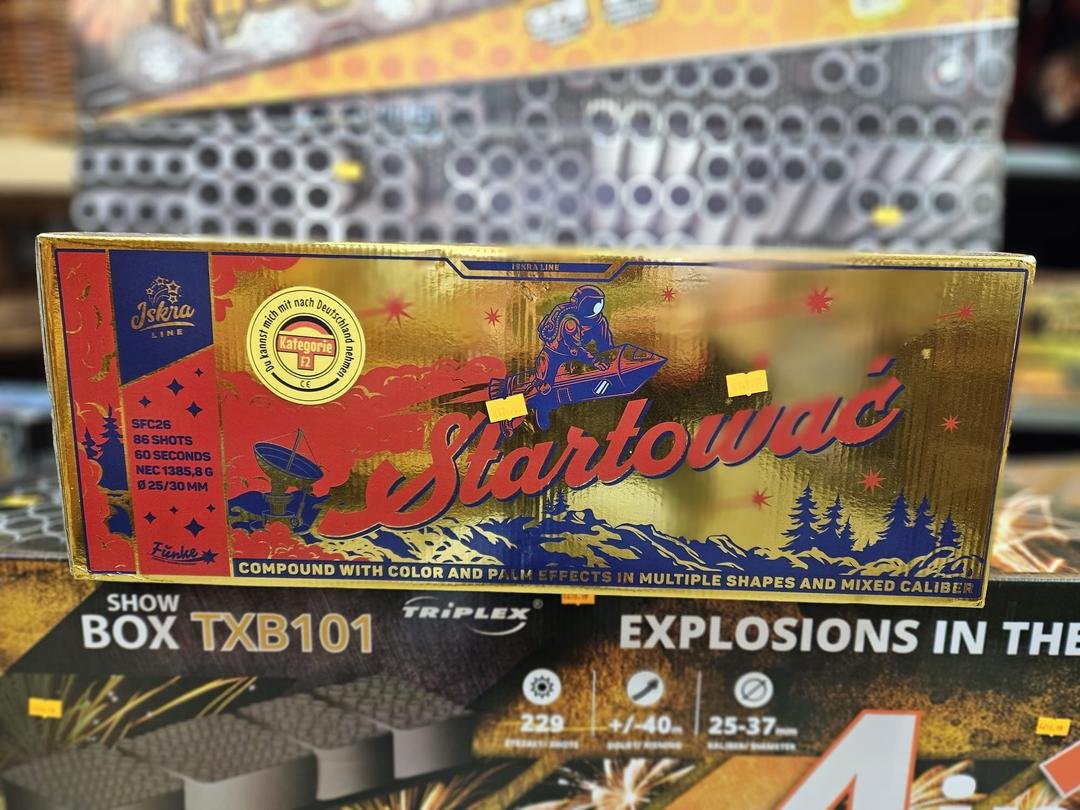 ISKRA LINE
Iskra
LINE
Du kannst mich mit nach Deutschland nehmen
Kategorie
F2
CE
SFC26
86 SHOTS
60 SECONDS
NEC 1385,8 G
Ø 25/30 MM
Funke
Startować
COMPOUND WITH COLOR AND PALM EFFECTS IN MULTIPLE SHAPES AND MIXED CALIBER
SHOW
BOX TXB101
TRIPLEX®
EXPLOSIONS IN THE
229
+/-40m
25-37mm